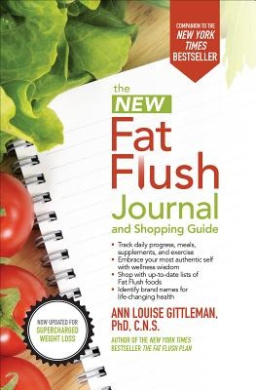 COMPANION TO THE
NEW YORK
TIMES
BESTSELLER
the
NEW
Fat
Flush
Journal
and Shopping Guide
• Track daily progress, meals,
supplements, and exercise
• Embrace your most authentic self
with wellness wisdom
• Shop with up-to-date lists of
Fat Flush foods
• Identify brand names for
life-changing health
NOW UPDATED FOR
SUPERCHARGED
WEIGHT LOSS
ANN LOUISE GITTLEMAN,
PhD, C.N.S.
AUTHOR OF THE NEW YORK TIMES
BESTSELLER THE FAT FLUSH PLAN